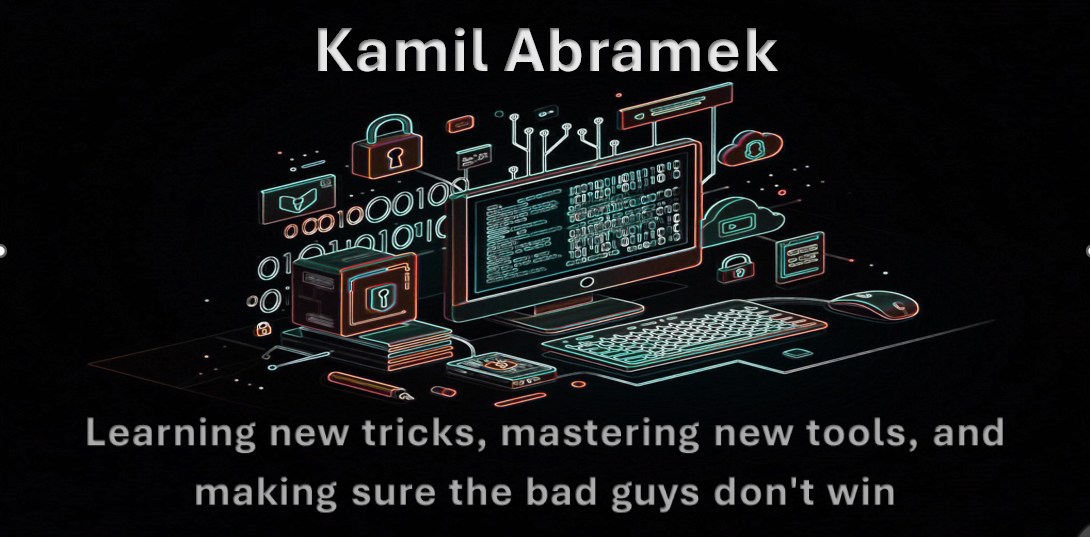 Kamil Abramek
Learning new tricks, mastering new tools, and
making sure the bad guys don't win